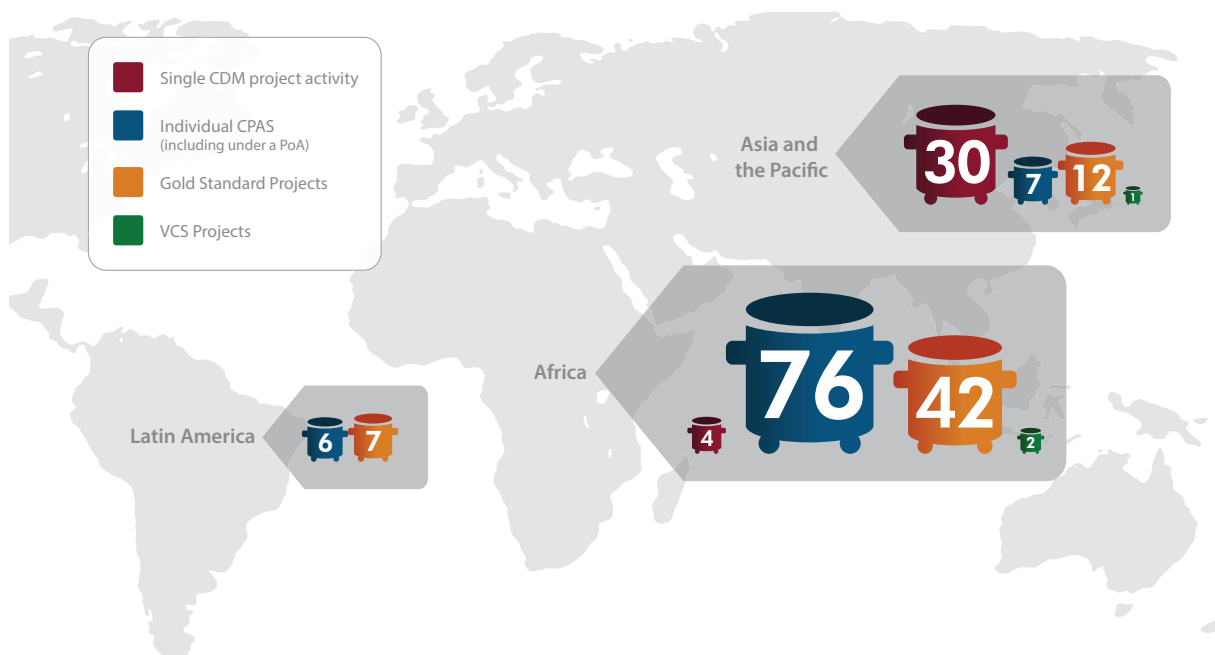 Single CDM project activity
Individual CPAS
(including under a PoA)
Gold Standard Projects
VCS Projects
Asia and
the Pacific
30
7
12
1
Africa
4
76
42
2
Latin America
6
7